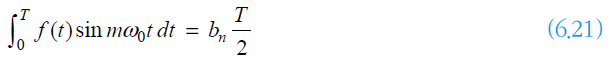 ∫₀ᵀ f(t) sin mω₀t dt = bₙ T/2 (6.21)